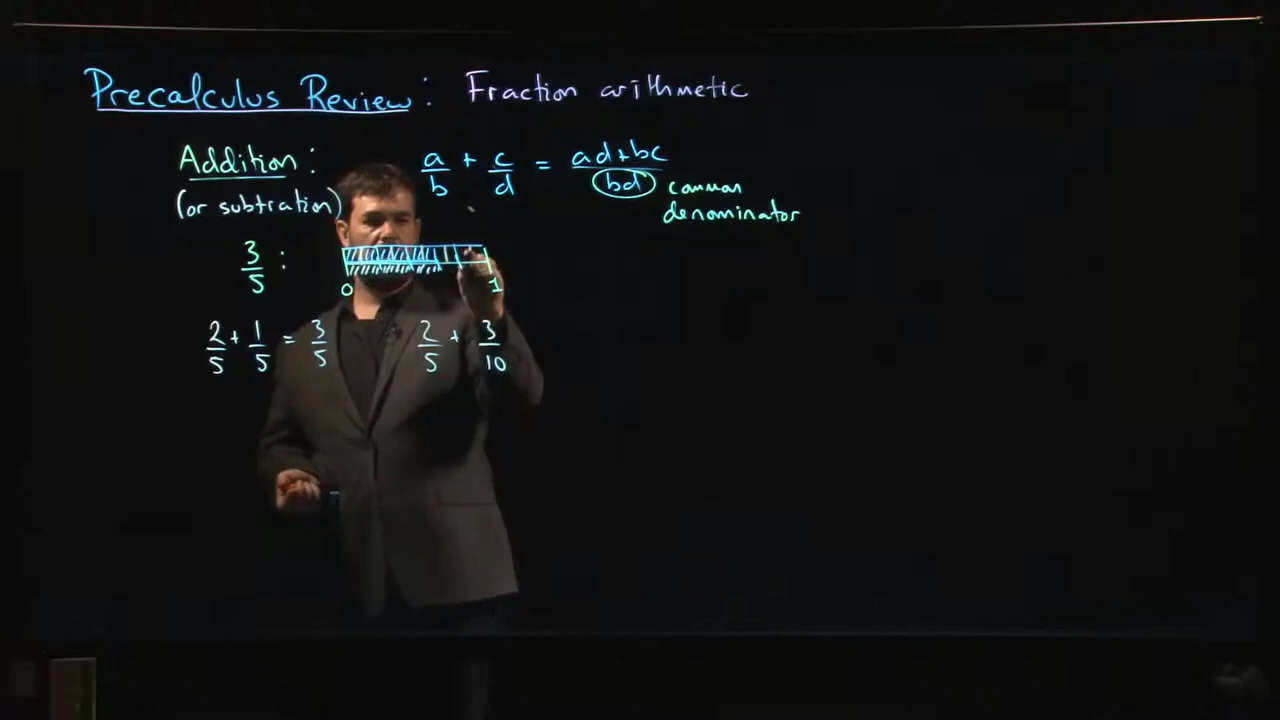 Precalculus Review: Fraction arithmetic
Addition: a/b + c/d = ad+bc/bd common denominator
(or subtration)
3/5 :
0 1
2/5 + 1/5 = 3/5 2/5 + 3/10